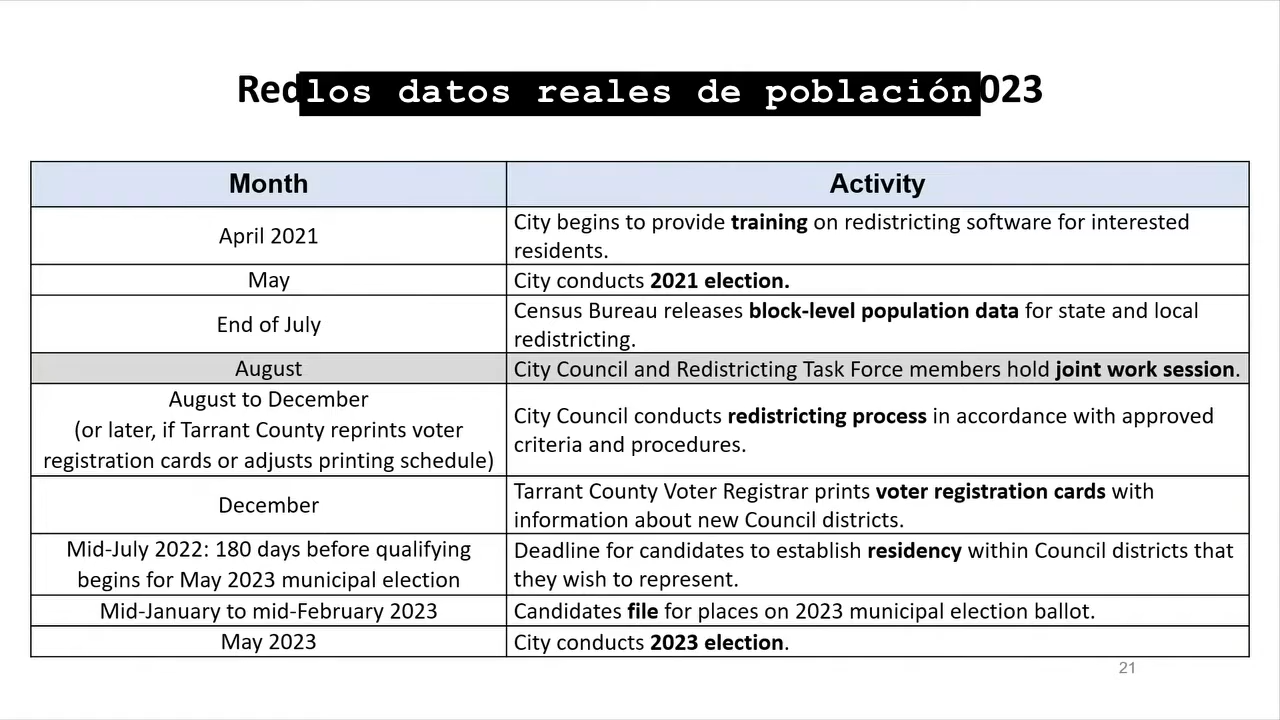 Red los datos reales de población 023
Month Activity
April 2021
City begins to provide training on redistricting software for interested
residents.
May
City conducts 2021 election.
End of July
Census Bureau releases block-level population data for state and local
redistricting.
August
City Council and Redistricting Task Force members hold joint work session.
August to December
(or later, if Tarrant County reprints voter
registration cards or adjusts printing schedule)
City Council conducts redistricting process in accordance with approved
criteria and procedures.
December
Tarrant County Voter Registrar prints voter registration cards with
information about new Council districts.
Mid-July 2022: 180 days before qualifying
begins for May 2023 municipal election
Deadline for candidates to establish residency within Council districts that
they wish to represent.
Mid-January to mid-February 2023
Candidates file for places on 2023 municipal election ballot.
May 2023
City conducts 2023 election.
21